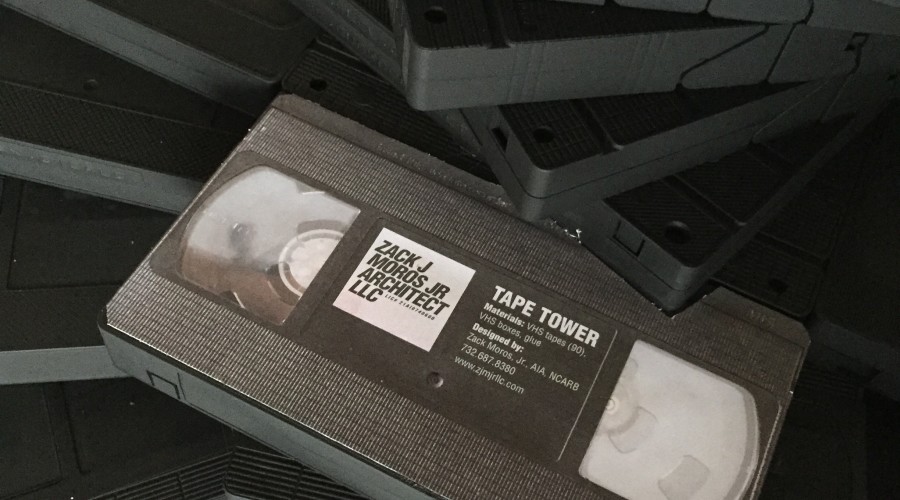 ZACK J
MOROS JR
ARCHITECT
LLC
TAPE TOWER
Materials: VHS tapes (90),
VHS boxes, glue
Designed by:
Zack Moros, Jr., AIA, NCARB
732.687.8380
www.zjmjrllc.com